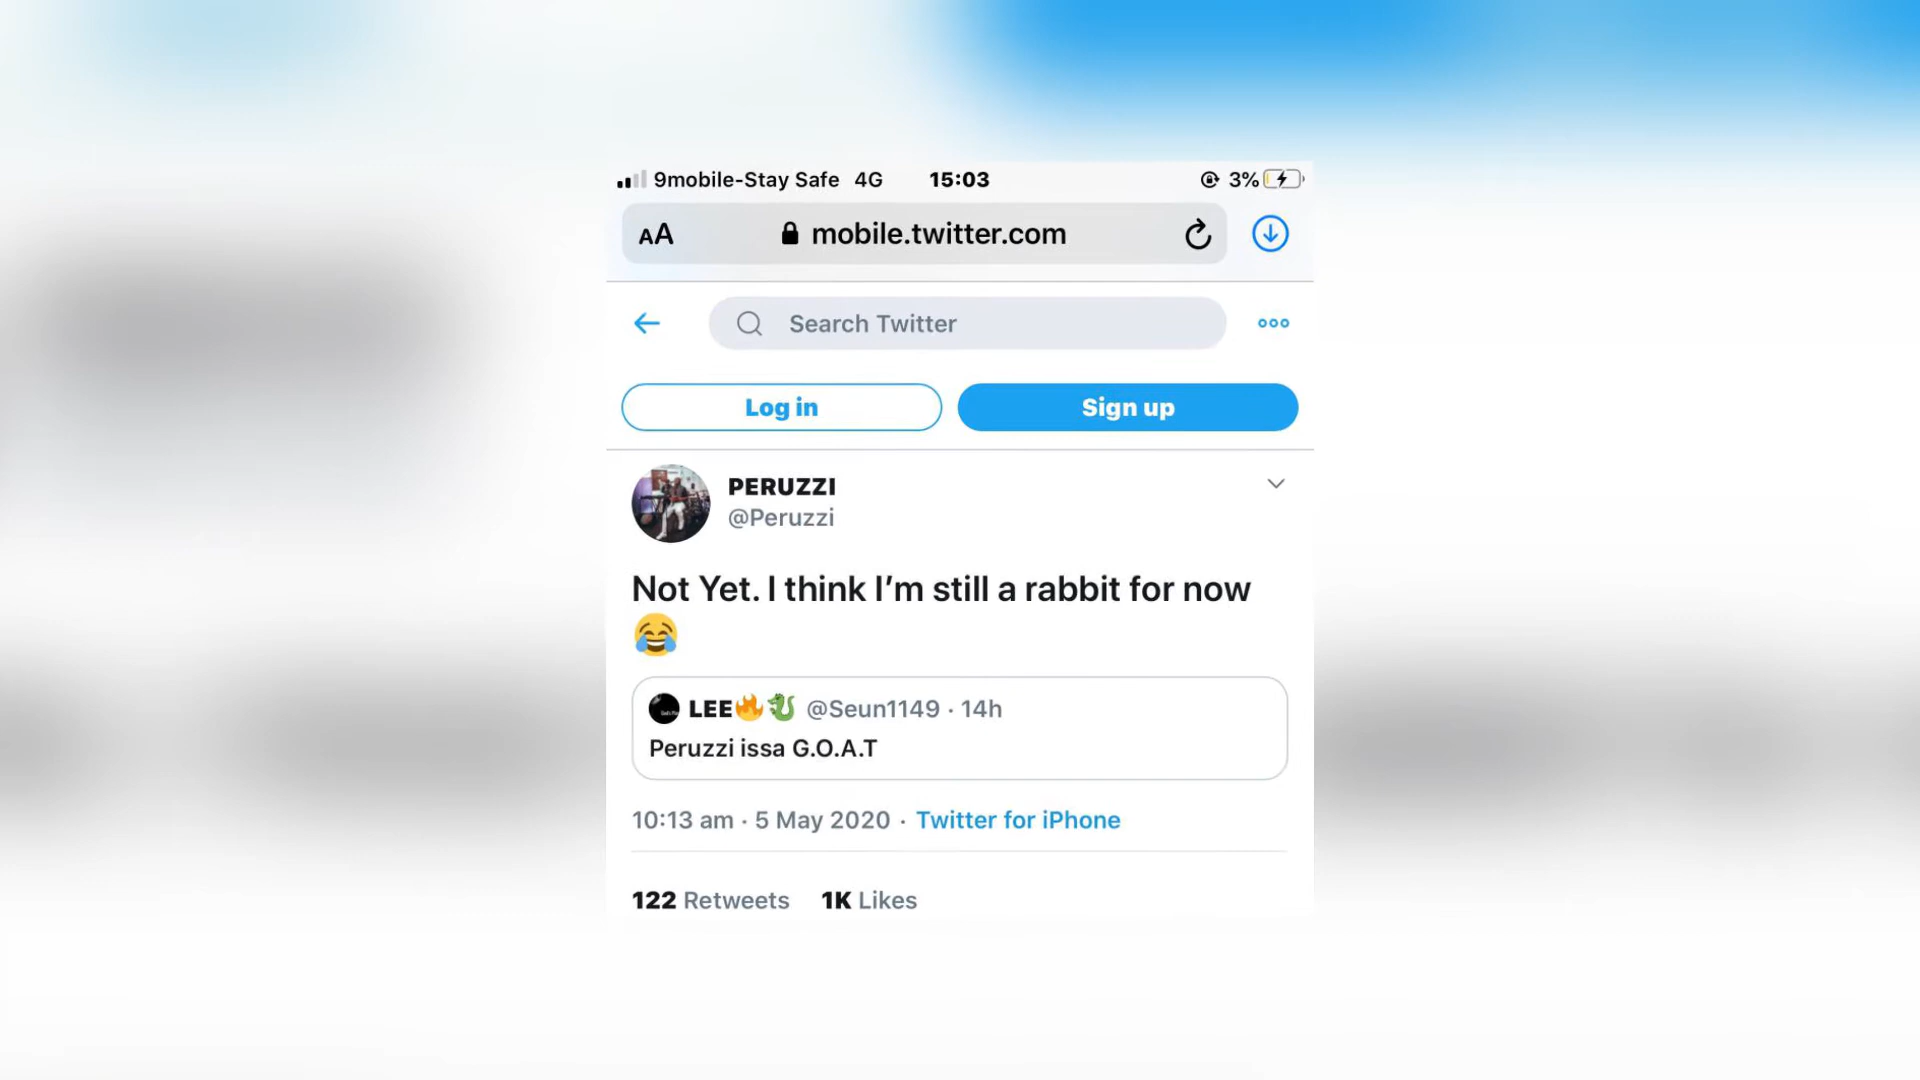 9mobile-Stay Safe 4G 15:03 3%
AA mobile.twitter.com
Search Twitter
Log in Sign up
PERUZZI
@Peruzzi
Not Yet. I think I’m still a rabbit for now
😂
LEE🔥🐉 @Seun1149 · 14h
Peruzzi issa G.O.A.T
10:13 am · 5 May 2020 · Twitter for iPhone
122 Retweets 1K Likes